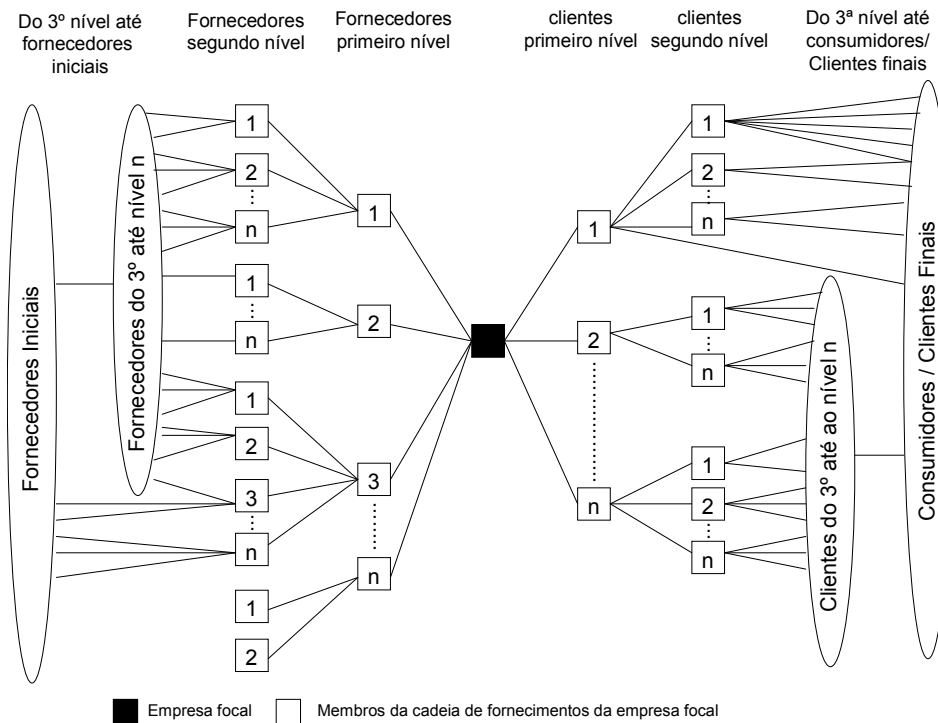 Do 3º nível até
fornecedores
iniciais
Fornecedores
segundo nível
Fornecedores
primeiro nível
clientes
primeiro nível
clientes
segundo nível
Do 3ª nível até
consumidores/
Clientes finais
Fornecedores Iniciais
Fornecedores do 3º até nível n
1
2
n
1
n
1
2
3
n
1
2
1
2
3
n
1
2
n
1
2
n
1
n
1
2
n
Clientes do 3º até ao nível n
Consumidores / Clientes Finais
Empresa focal
Membros da cadeia de fornecimentos da empresa focal